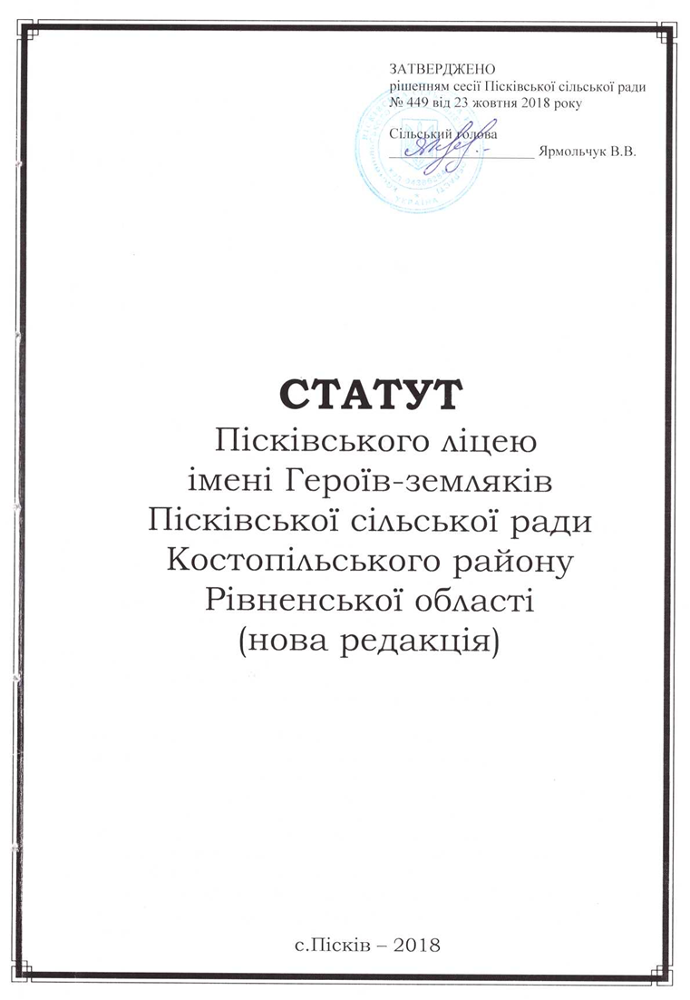 ЗАТВЕРДЖЕНО
рішенням сесії Пісківської сільської ради
№ 449 від 23 жовтня 2018 року
Сільський голова
Ярмольчук В.В.
УКРАЇНА
СТАТУТ
Пісківського ліцею
імені Героїв-земляків
Пісківської сільської ради
Костопільського району
Рівненської області
(нова редакція)
с.Пісків – 2018